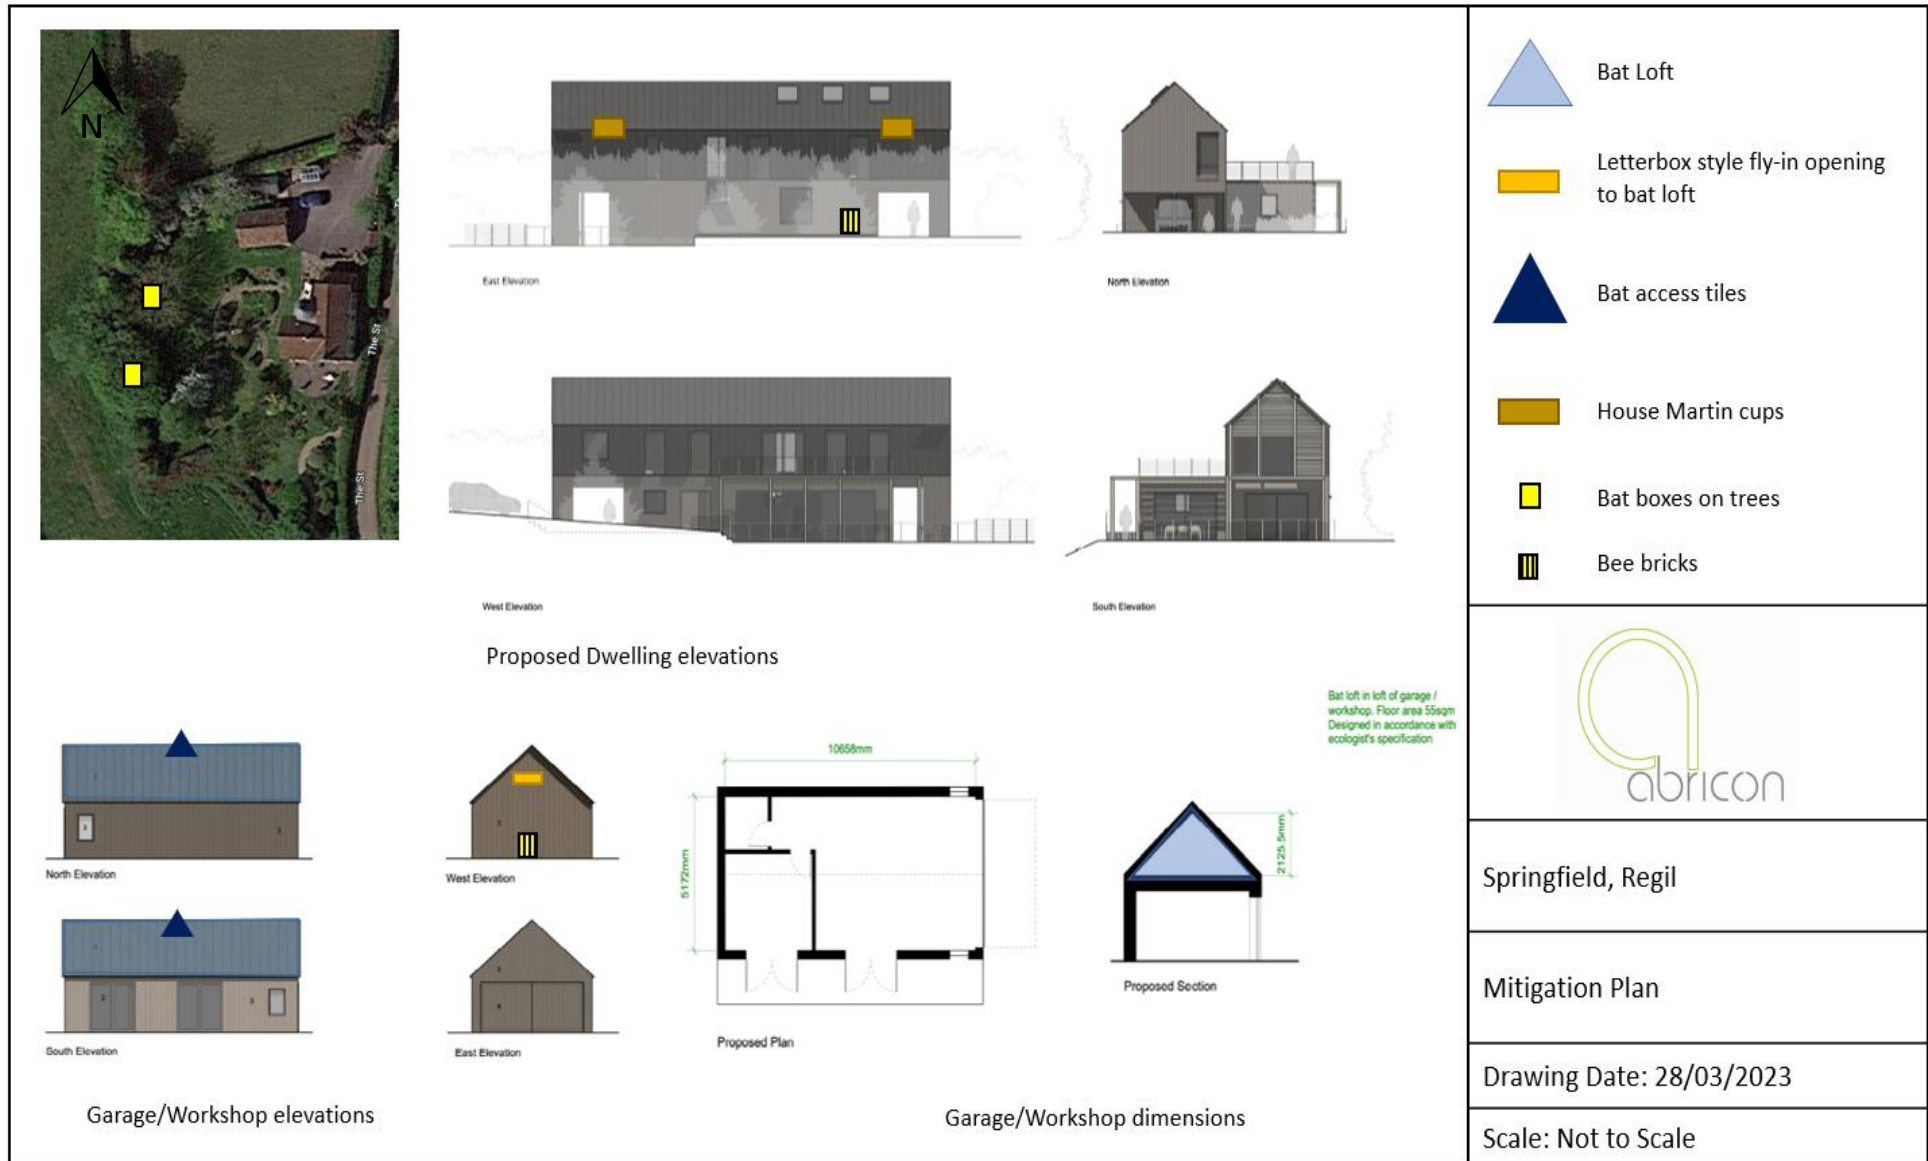 N
The St
The St
East Elevation
North Elevation
West Elevation
South Elevation
Proposed Dwelling elevations
North Elevation
West Elevation
South Elevation
East Elevation
Garage/Workshop elevations
10658mm
5172mm
Proposed Plan
2125.5mm
Proposed Section
Bat loft in loft of garage /
workshop. Floor area 55sqm
Designed in accordance with
ecologist's specification
Garage/Workshop dimensions
Bat Loft
Letterbox style fly-in opening
to bat loft
Bat access tiles
House Martin cups
Bat boxes on trees
Bee bricks
abricon
Springfield, Regil
Mitigation Plan
Drawing Date: 28/03/2023
Scale: Not to Scale